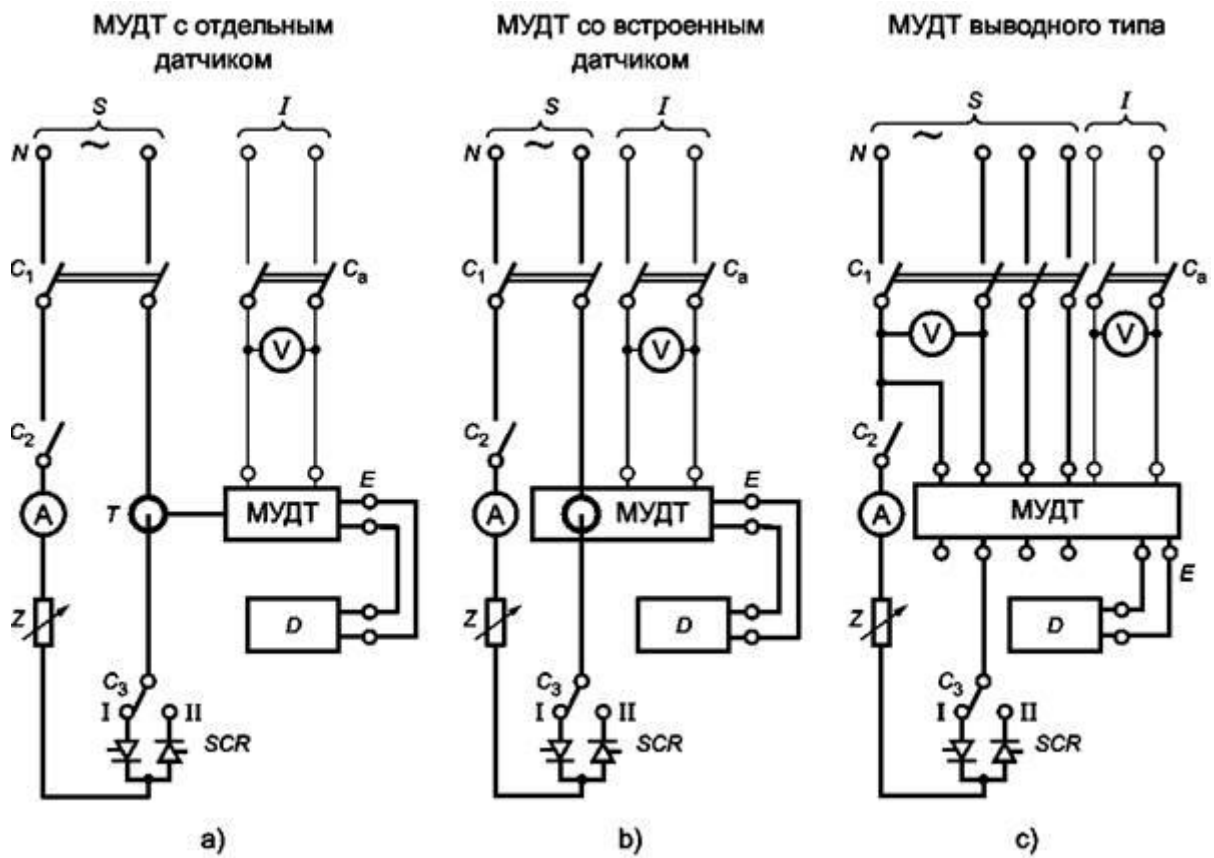 МУДТ с отдельным
датчиком
МУДТ со встроенным
датчиком
МУДТ выводного типа
S I
N ~
C1 Ca
V
C2
E
A T МУДТ
Z D
C3
I II
SCR
a)
S I
N ~
C1 Ca
V
C2
E
A МУДТ
Z D
C3
I II
SCR
b)
S I
N ~
C1 Ca
V V
C2
A МУДТ
E
Z D
C3
I II
SCR
c)